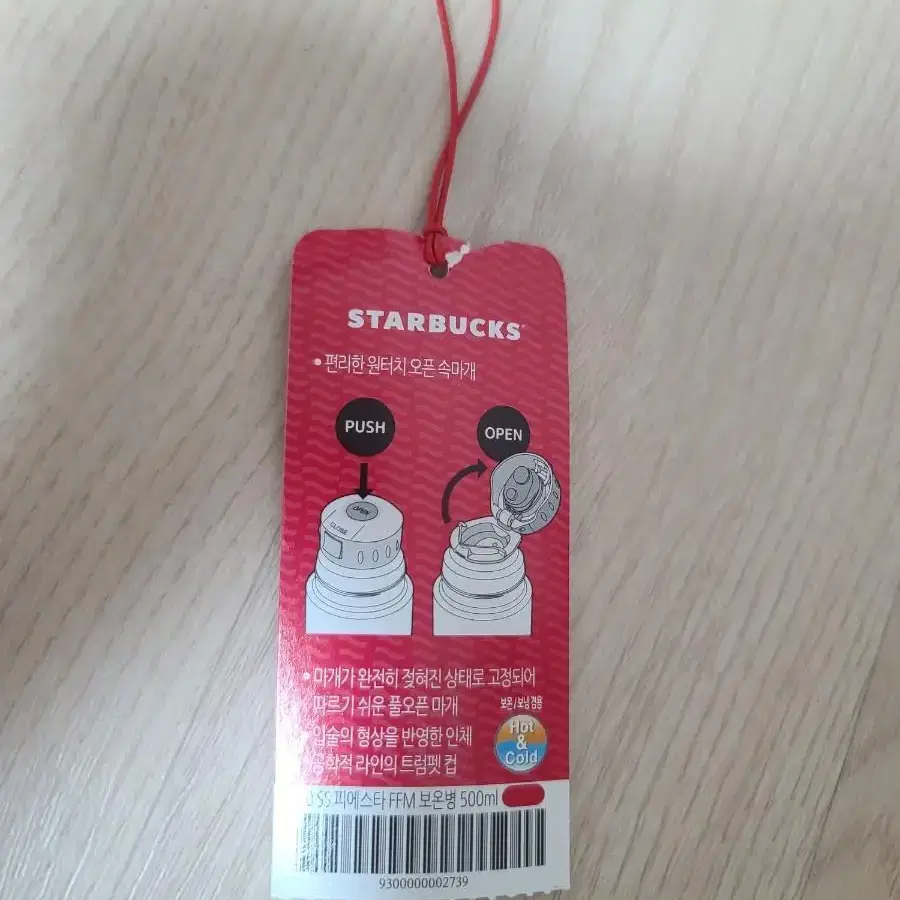 STARBUCKS
• 편리한 원터치 오픈 속마개
PUSH
OPEN
OPEN
CLOSE
• 마개가 완전히 젖혀진 상태로 고정되어
따르기 쉬운 풀오픈 마개
보온/보냉 겸용
입술의 형상을 반영한 인체
공학적 라인의 트럼펫 컵
Hot
&
Cold
SS 피에스타 FFM 보온병 500ml
9300000002739